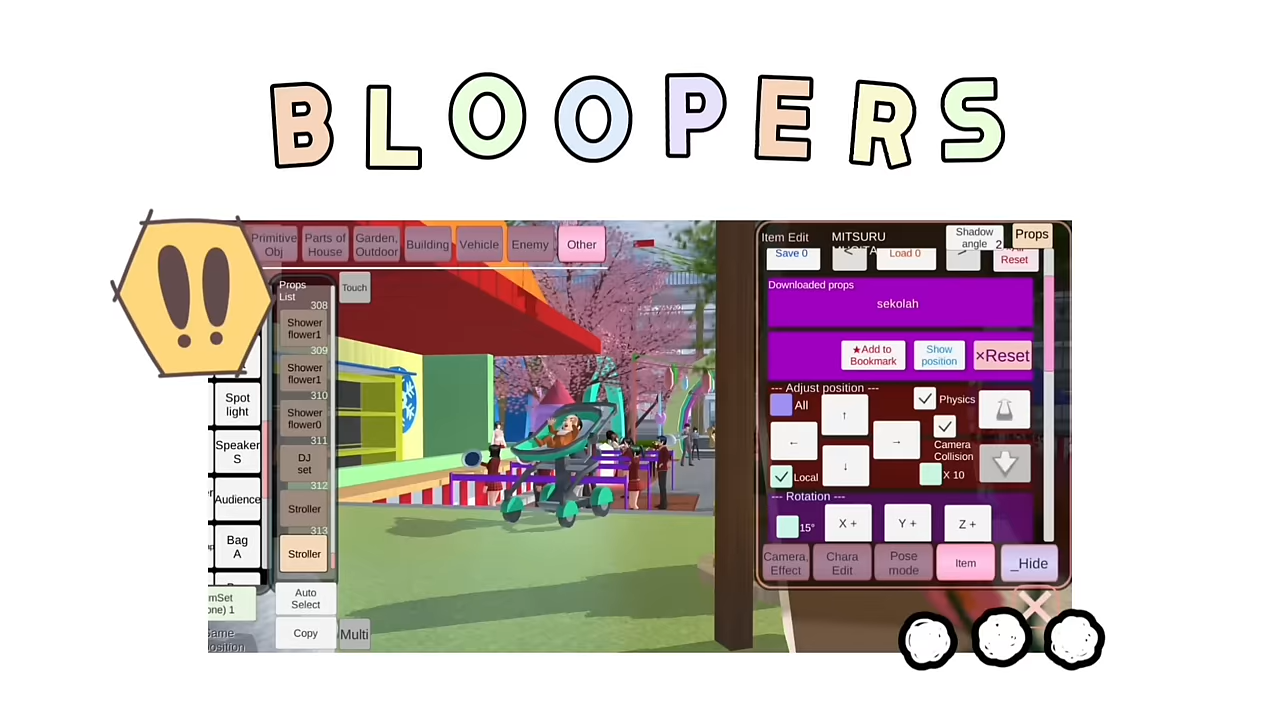 BLOOPERS
Primitive
Obj
Parts of
House
Garden,
Outdoor
Building
Vehicle
Enemy
Other
Props
List
Touch
308
Shower
flower1
309
Shower
flower1
310
Shower
flower0
311
DJ
set
312
Stroller
313
Stroller
Auto
Select
Copy
Multi
Spot
light
Speaker
S
Audience
Bag
A
Item Edit
MITSURU
Shadow
angle
2
Props
Save 0
<
Load 0
Reset
Downloaded props
sekolah
★Add to
Bookmark
Show
position
×Reset
--- Adjust position ---
All
↑
Physics
←
→
Camera
Collision
↓
Local
X 10
--- Rotation ---
15°
X +
Y +
Z +
Camera,
Effect
Chara
Edit
Pose
mode
Item
_Hide